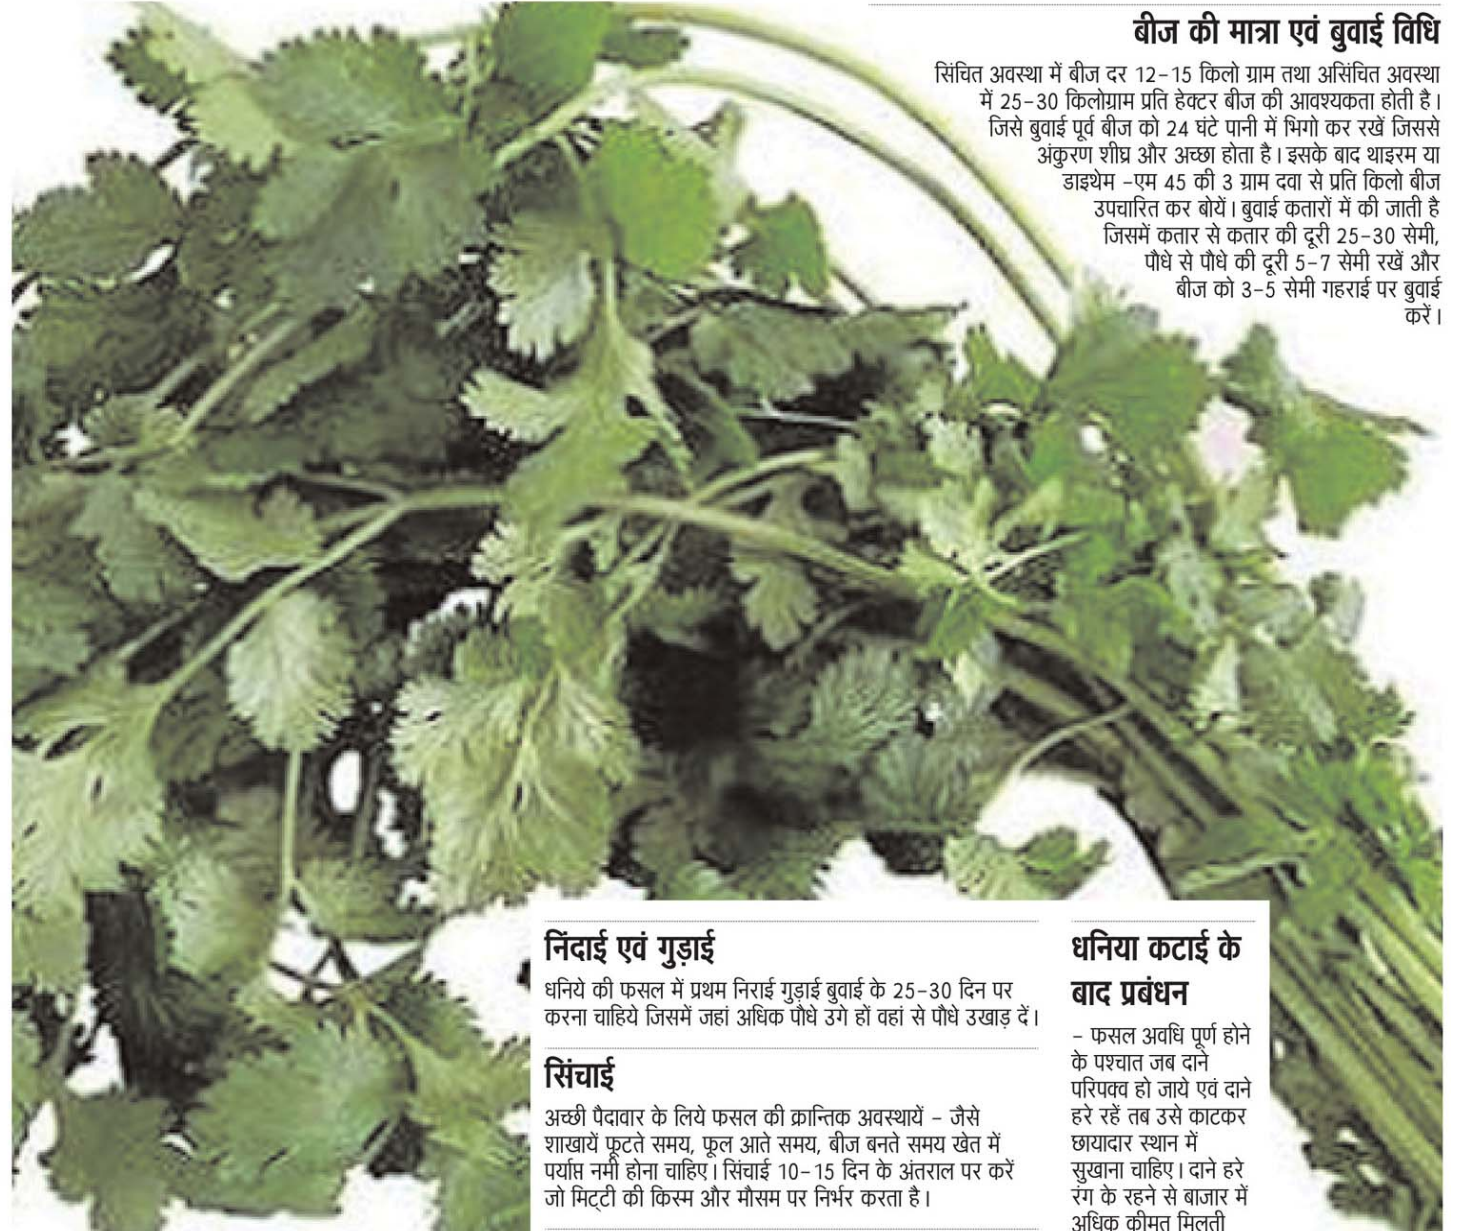 बीज की मात्रा एवं बुवाई विधि
सिंचित अवस्था में बीज दर 12-15 किलो ग्राम तथा असिंचित अवस्था
में 25-30 किलोग्राम प्रति हेक्टर बीज की आवश्यकता होती है।
जिसे बुवाई पूर्व बीज को 24 घंटे पानी में भिगो कर रखें जिससे
अंकुरण शीघ्र और अच्छा होता है। इसके बाद थाइरम या
डाइथेम -एम 45 की 3 ग्राम दवा से प्रति किलो बीज
उपचारित कर बोयें। बुवाई कतारों में की जाती है
जिसमें कतार से कतार की दूरी 25-30 सेमी,
पौधे से पौधे की दूरी 5-7 सेमी रखें और
बीज को 3-5 सेमी गहराई पर बुवाई
करें।
निंदाई एवं गुड़ाई
धनिये की फसल में प्रथम निराई गुड़ाई बुवाई के 25-30 दिन पर
करना चाहिये जिसमें जहां अधिक पौधे उगे हों वहां से पौधे उखाड़ दें।
सिंचाई
अच्छी पैदावार के लिये फसल की क्रान्तिक अवस्थायें - जैसे
शाखायें फूटते समय, फूल आते समय, बीज बनते समय खेत में
पर्याप्त नमी होना चाहिए। सिंचाई 10-15 दिन के अंतराल पर करें
जो मिट्टी की किस्म और मौसम पर निर्भर करता है।
धनिया कटाई के
बाद प्रबंधन
- फसल अवधि पूर्ण होने
के पश्चात जब दाने
परिपक्व हो जाये एवं दाने
हरे रहें तब उसे काटकर
छायादार स्थान में
सुखाना चाहिए। दाने हरे
रंग के रहने से बाजार में
अधिक कीमत मिलती